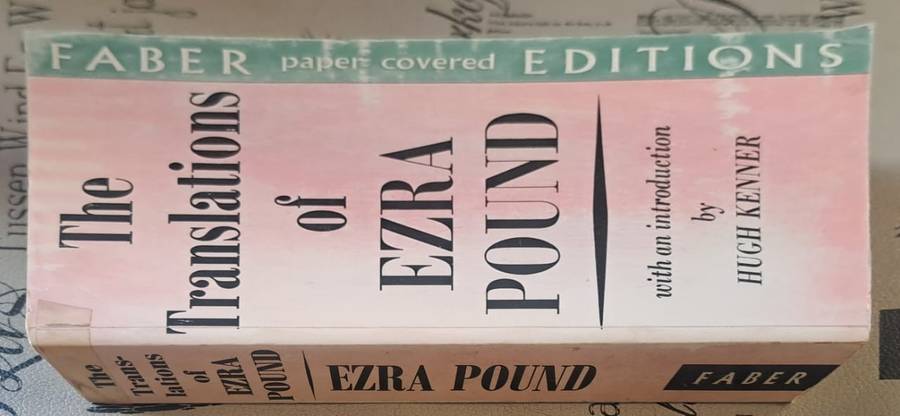 FABER paper covered EDITIONS
The
Translations
of
EZRA
POUND
with an introduction
by
HUGH KENNER
The
Trans-
lations
of
EZRA
POUND
EZRA POUND
FABER